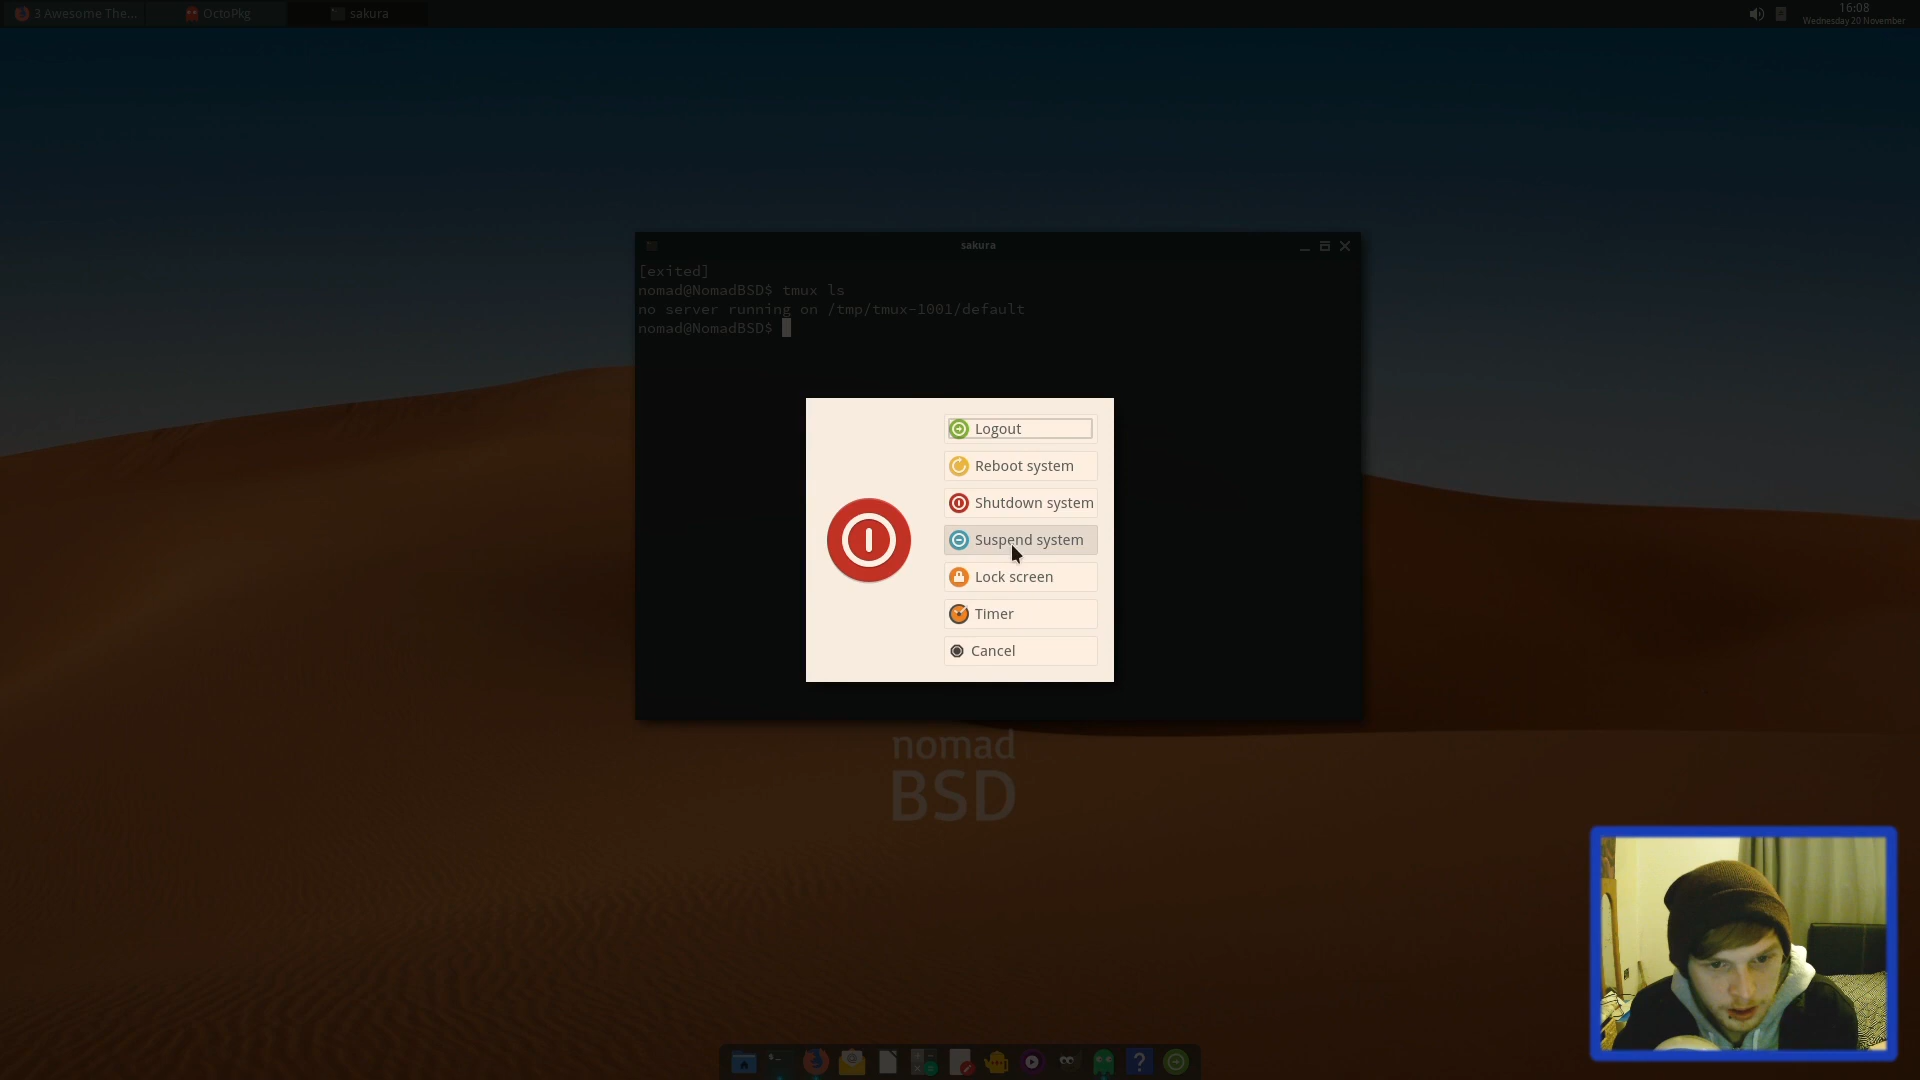 3 Awesome The...
OctoPkg
sakura
16:08
Wednesday 20 November
sakura
[exited]
nomad@NomadBSD$ tmux ls
no server running on /tmp/tmux-1001/default
nomad@NomadBSD$
Logout
Reboot system
Shutdown system
Suspend system
Lock screen
Timer
Cancel
nomad
BSD